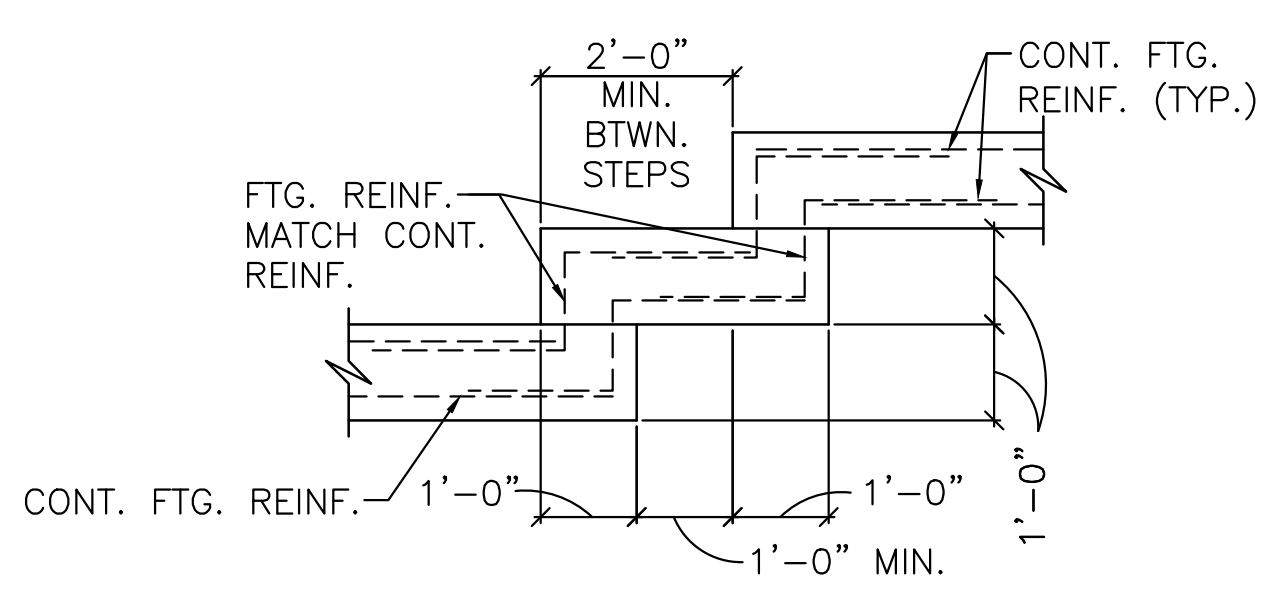 2'-0"
MIN.
BTWN.
STEPS
CONT. FTG.
REINF. (TYP.)
FTG. REINF.
MATCH CONT.
REINF.
CONT. FTG. REINF.
1'-0"
1'-0"
1'-0" MIN.
1'-0"